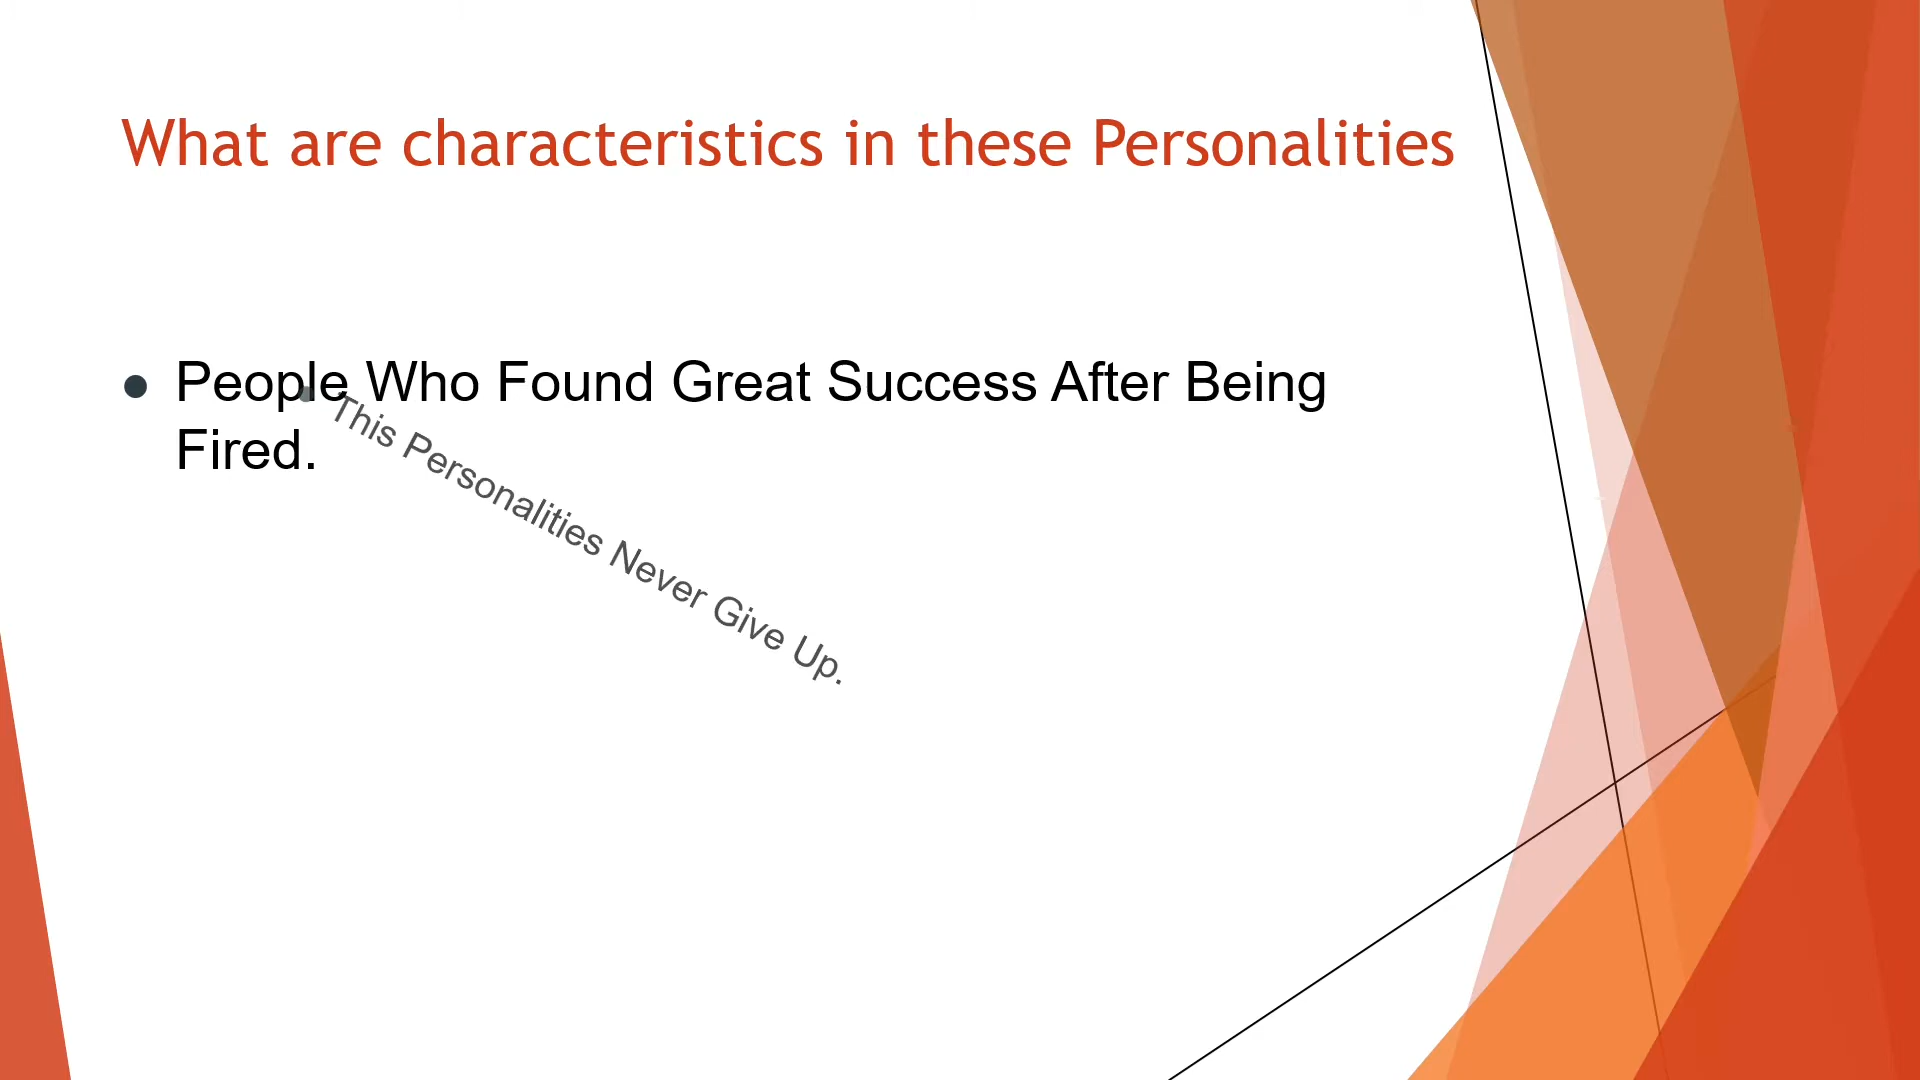 What are characteristics in these Personalities
● People Who Found Great Success After Being
Fired.
● This Personalities Never Give Up.